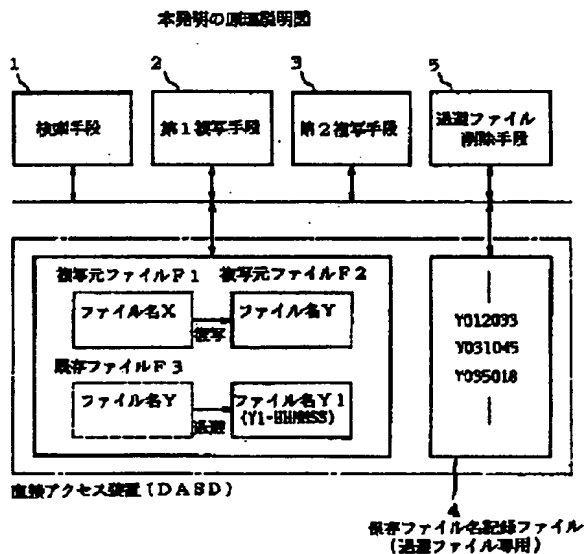 本発明の原理説明図
1
2
3
5
検索手段
第1複写手段
第2複写手段
退避ファイル
削除手段
複写元ファイルF1
複写元ファイルF2
ファイル名X
複写
ファイル名Y
既存ファイルF3
ファイル名Y
退避
ファイル名Y1
(Y1-HHMMSS)
Y012093
Y031045
Y095018
直接アクセス装置(DASD)
4
保存ファイル名記録ファイル
(退避ファイル専用)